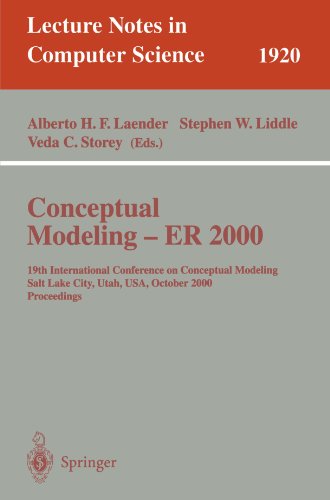 Lecture Notes in
Computer Science 1920
Alberto H. F. Laender Stephen W. Liddle
Veda C. Storey (Eds.)
Conceptual
Modeling – ER 2000
19th International Conference on Conceptual Modeling
Salt Lake City, Utah, USA, October 2000
Proceedings
Springer